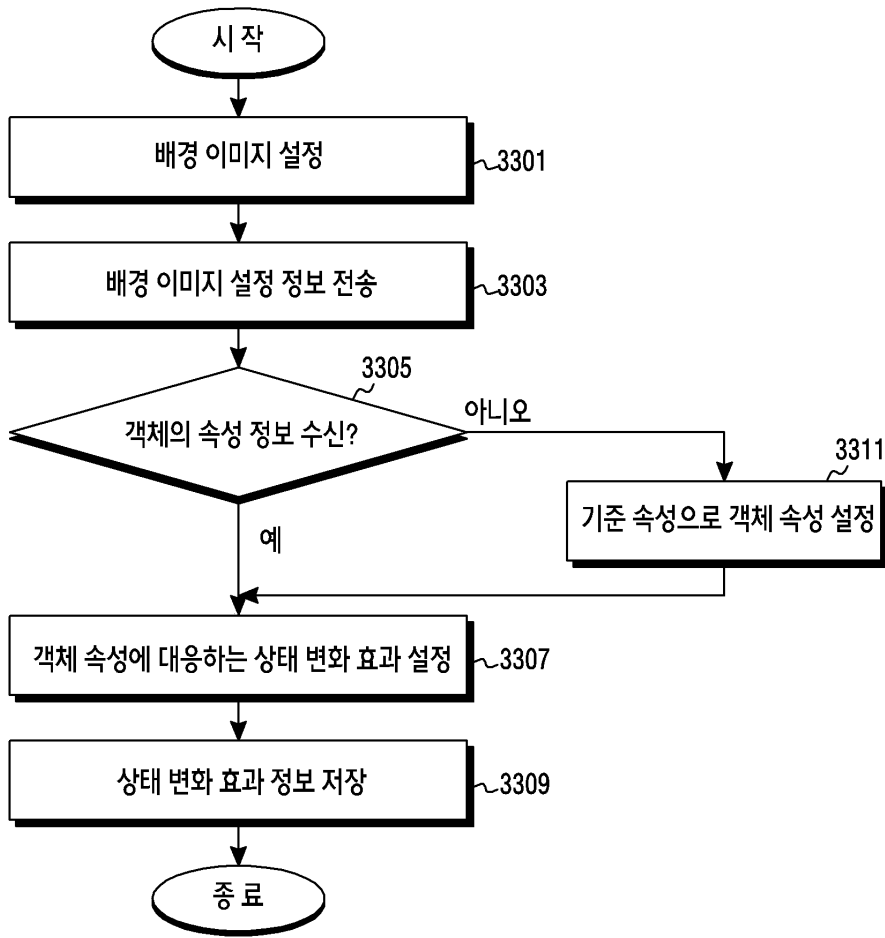 시 작
배경 이미지 설정
3301
배경 이미지 설정 정보 전송
3303
3305
객체의 속성 정보 수신?
아니오
3311
기준 속성으로 객체 속성 설정
예
객체 속성에 대응하는 상태 변화 효과 설정
3307
상태 변화 효과 정보 저장
3309
종 료